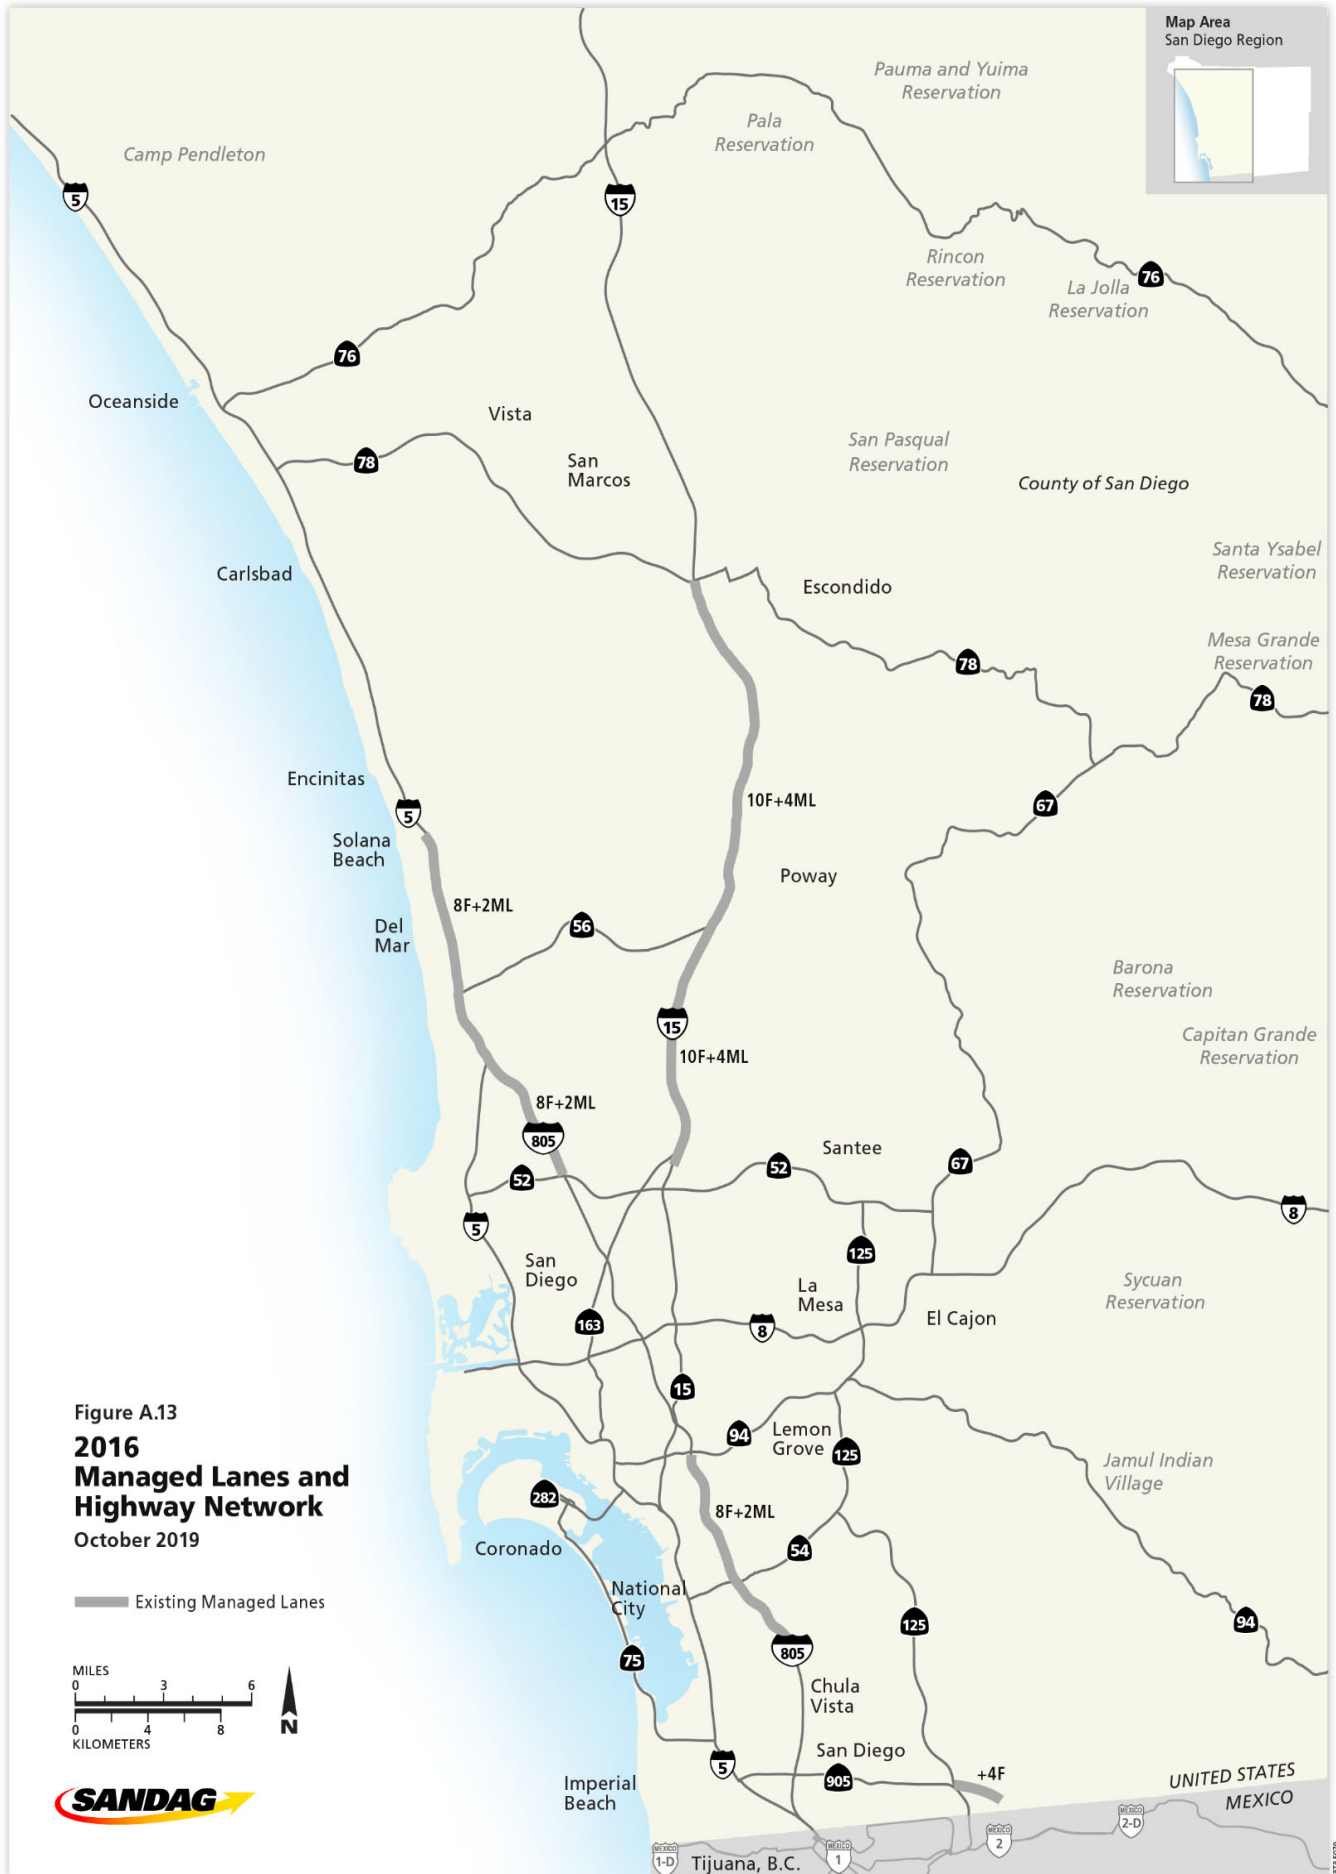 Map Area
San Diego Region
Pauma and Yuima
Reservation
Pala
Reservation
Camp Pendleton
5
15
Rincon
Reservation
La Jolla
Reservation
76
76
Oceanside
Vista
San Pasqual
Reservation
78
San
Marcos
County of San Diego
Santa Ysabel
Reservation
Carlsbad
Escondido
Mesa Grande
Reservation
78
78
Encinitas
5
10F+4ML
67
Solana
Beach
Poway
8F+2ML
Del
Mar
56
Barona
Reservation
15
Capitan Grande
Reservation
10F+4ML
8F+2ML
805
Santee
52
52
67
5
8
125
San
Diego
La
Mesa
Sycuan
Reservation
163
8
El Cajon
15
94
Lemon
Grove
125
Figure A.13
2016
Managed Lanes and
Highway Network
October 2019
Existing Managed Lanes
Jamul Indian
Village
282
8F+2ML
Coronado
54
National
City
125
94
805
75
MILES
0 3 6
0 4 8
KILOMETERS
N
Chula
Vista
San Diego
5
905
+4F
UNITED STATES
MEXICO
Imperial
Beach
SANDAG
MEXICO
1-D
Tijuana, B.C.
MEXICO
1
MEXICO
2
MEXICO
2-D